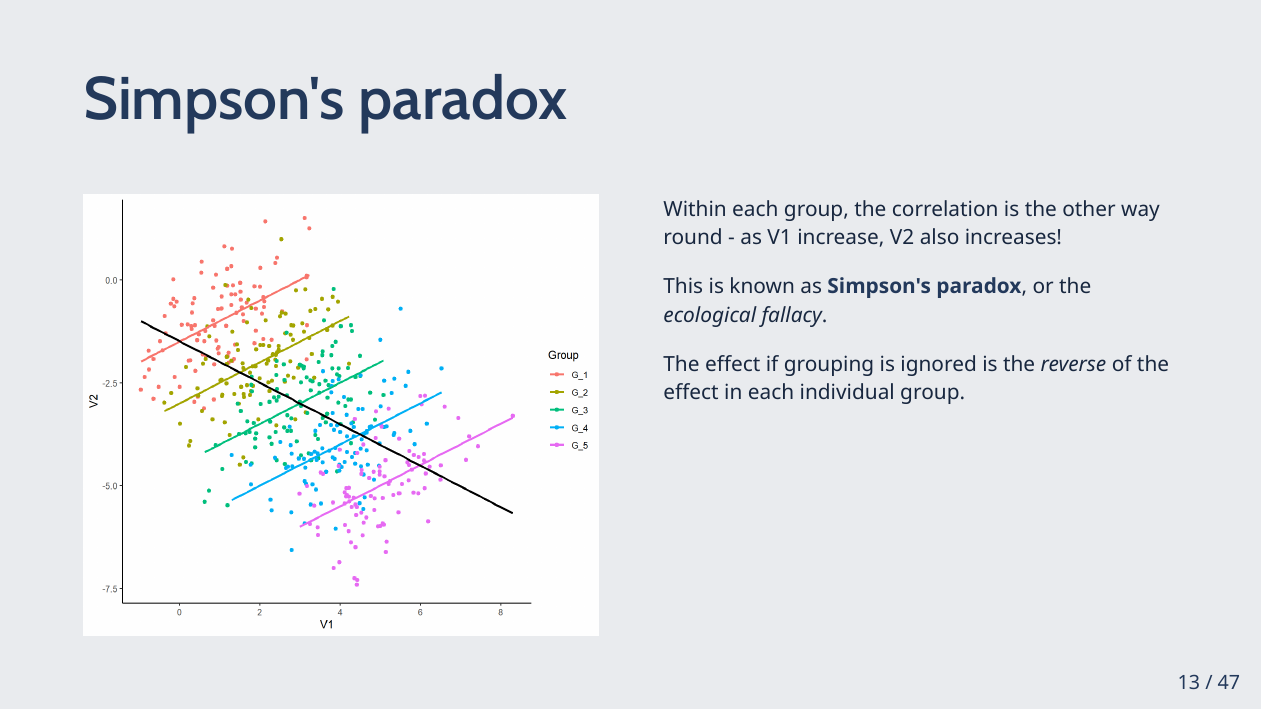 Simpson's paradox
Within each group, the correlation is the other way
round - as V1 increase, V2 also increases!
This is known as Simpson's paradox, or the
ecological fallacy.
The effect if grouping is ignored is the reverse of the
effect in each individual group.
0.0
-2.5
-5.0
-7.5
V2
0 2 4 6 8
V1
Group
G_1
G_2
G_3
G_4
G_5
13 / 47